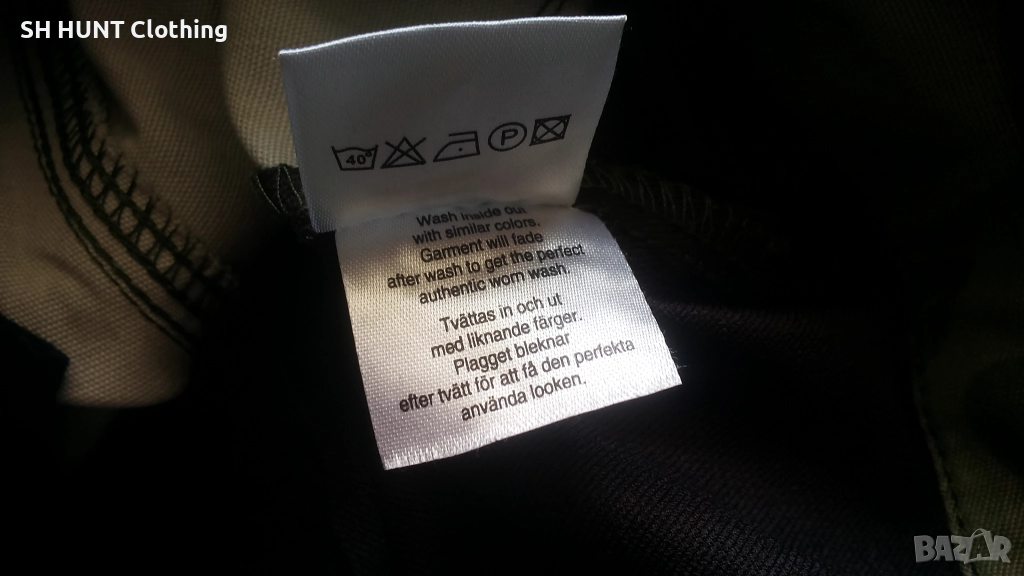 SH HUNT Clothing
40°
P
Wash inside out
with similar colors.
Garment will fade
after wash to get the perfect
authentic worn wash.
Tvättas in och ut
med liknande färger.
Plagget bleknar
efter tvätt för att få den perfekta
använda looken.
BAZAR